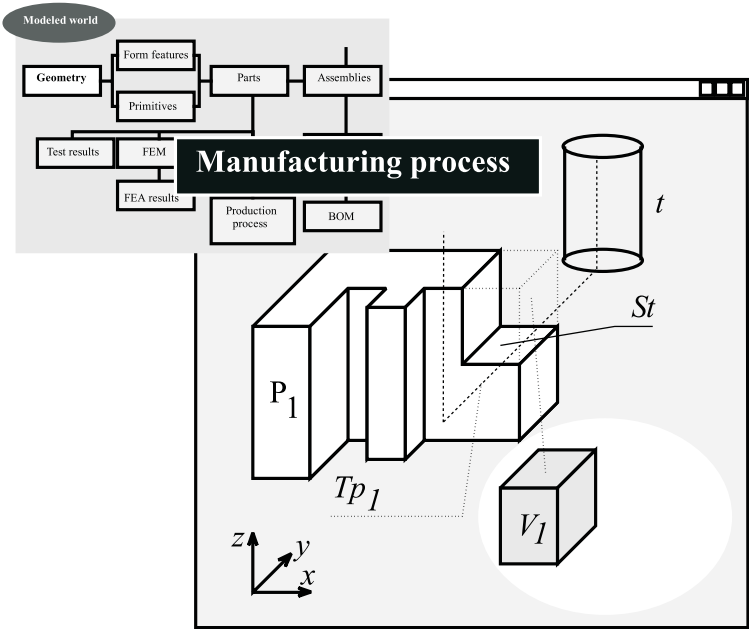 Modeled world
Form features
Geometry
Parts
Assemblies
Primitives
Test results
FEM
Manufacturing process
FEA results
Production
process
BOM
t
St
P1
Tp1
V1
z
y
x